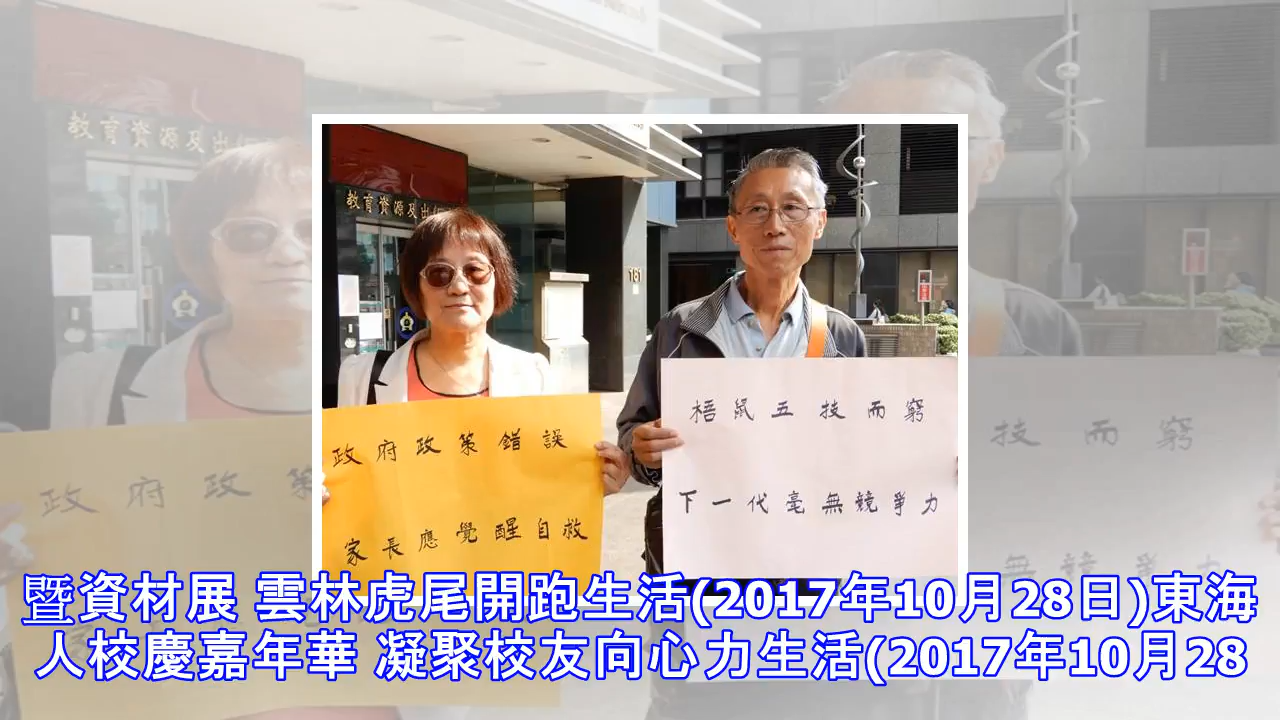 教育資源及出
181
政府政策錯誤
家長應覺醒自救
梧鼠五技而窮
下一代毫無競爭力
暨資材展 雲林虎尾開跑生活(2017年10月28日)東海
人校慶嘉年華 凝聚校友向心力生活(2017年10月28